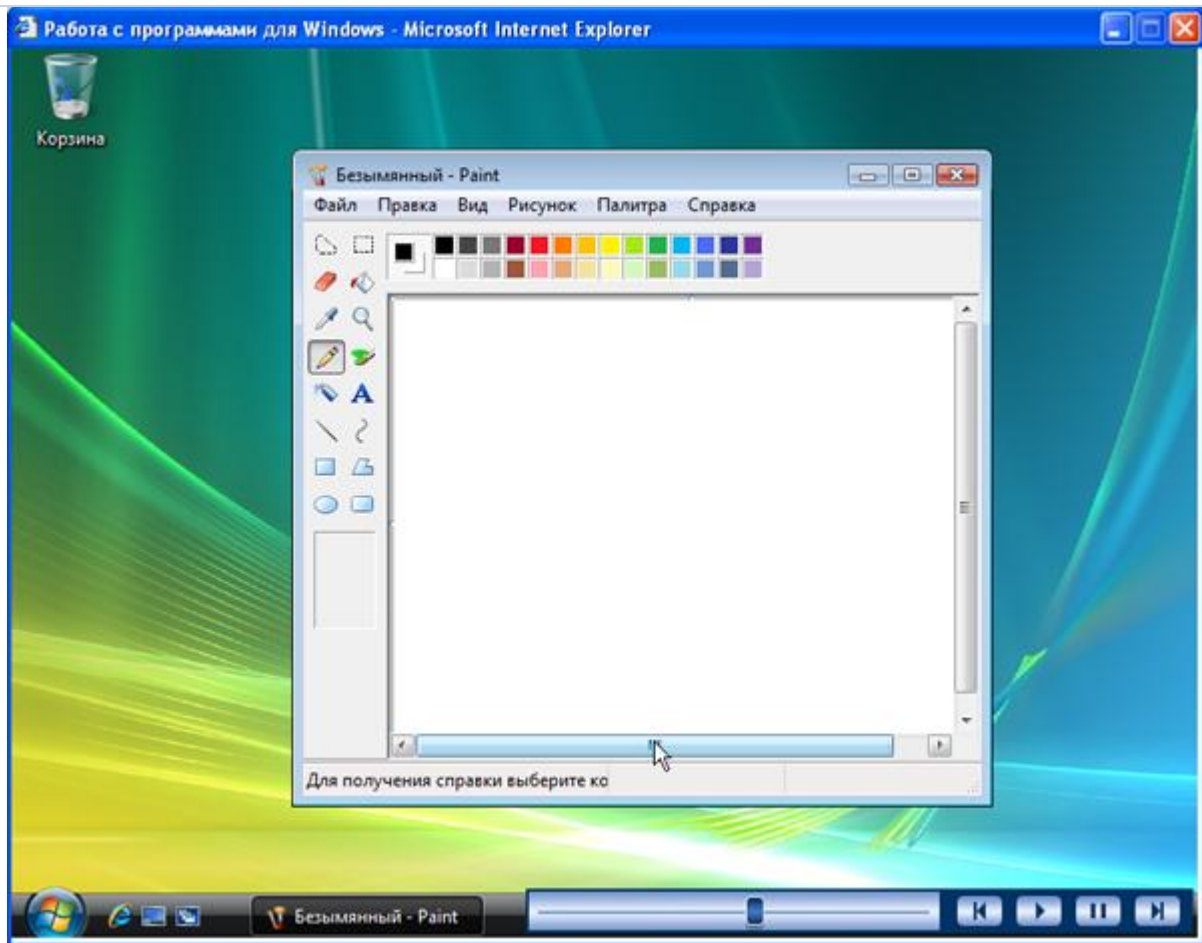 Работа с программами для Windows - Microsoft Internet Explorer
Корзина
Безымянный - Paint
Файл Правка Вид Рисунок Палитра Справка
A
Для получения справки выберите ко
Безымянный - Paint